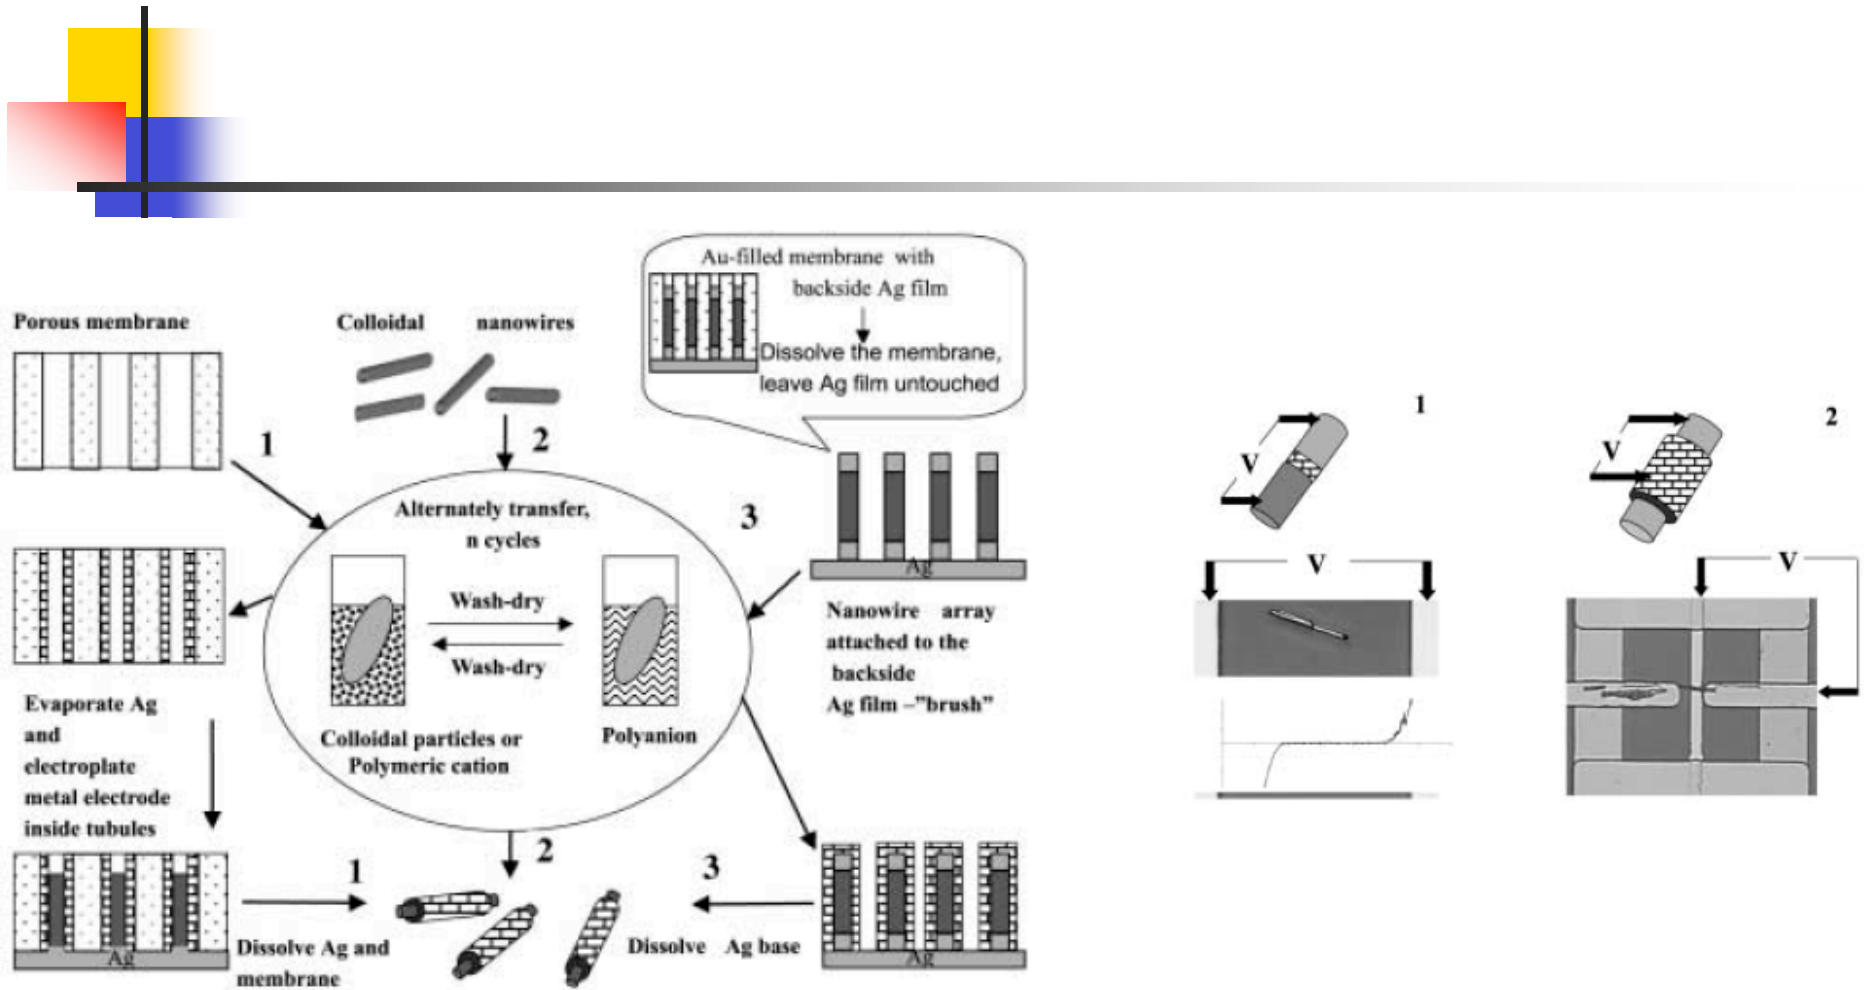 Au-filled membrane with
backside Ag film
Dissolve the membrane,
leave Ag film untouched
Porous membrane
Colloidal nanowires
1
2
3
Alternately transfer,
n cycles
Wash-dry
Wash-dry
Colloidal particles or
Polymeric cation
Polyanion
Ag
Nanowire array
attached to the
backside
Ag film –"brush"
Evaporate Ag
and
electroplate
metal electrode
inside tubules
Ag
1
Dissolve Ag and
membrane
2
3
Dissolve Ag base
Ag
1
V
V
2
V
V